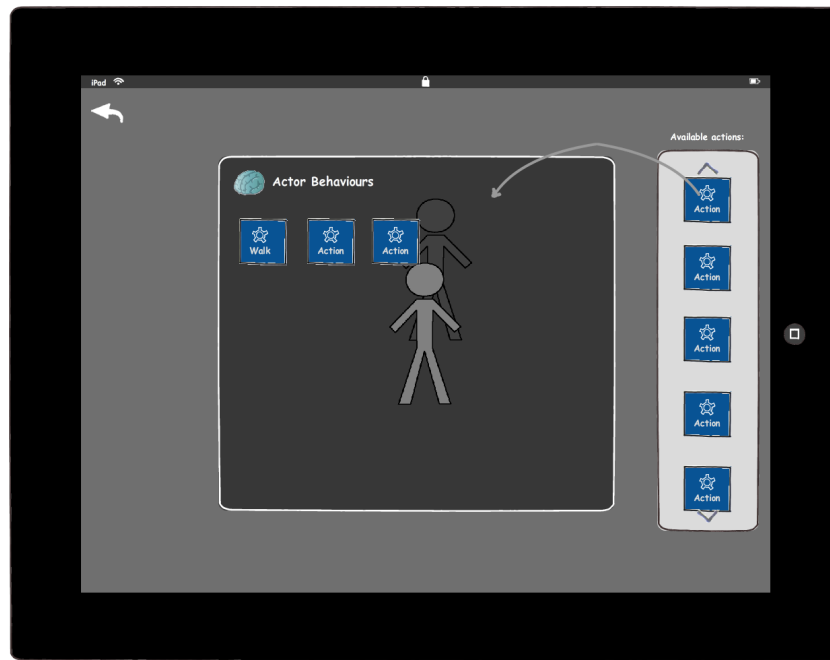 iPad
Available actions:
Actor Behaviours
Action
Walk
Action
Action
Action
Action
Action
Action